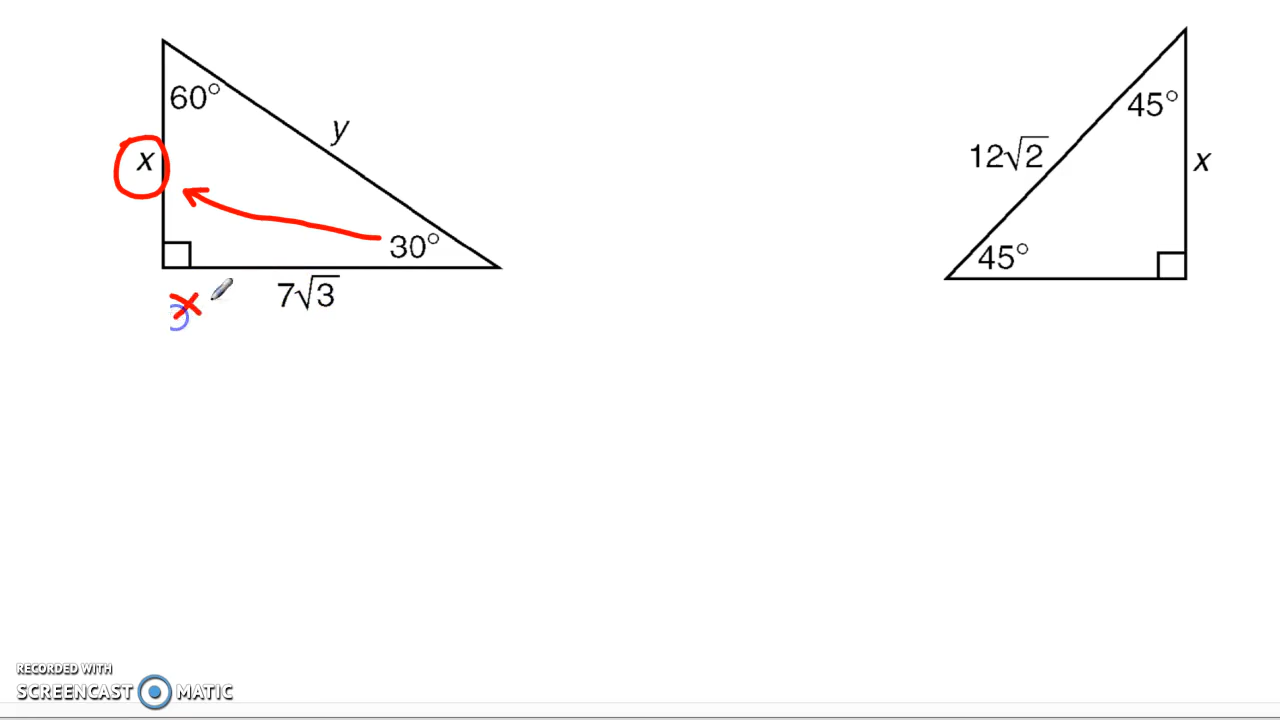 60°
y
x
30°
7√3
x
45°
12√2
x
45°
RECORDED WITH
SCREENCAST MATIC